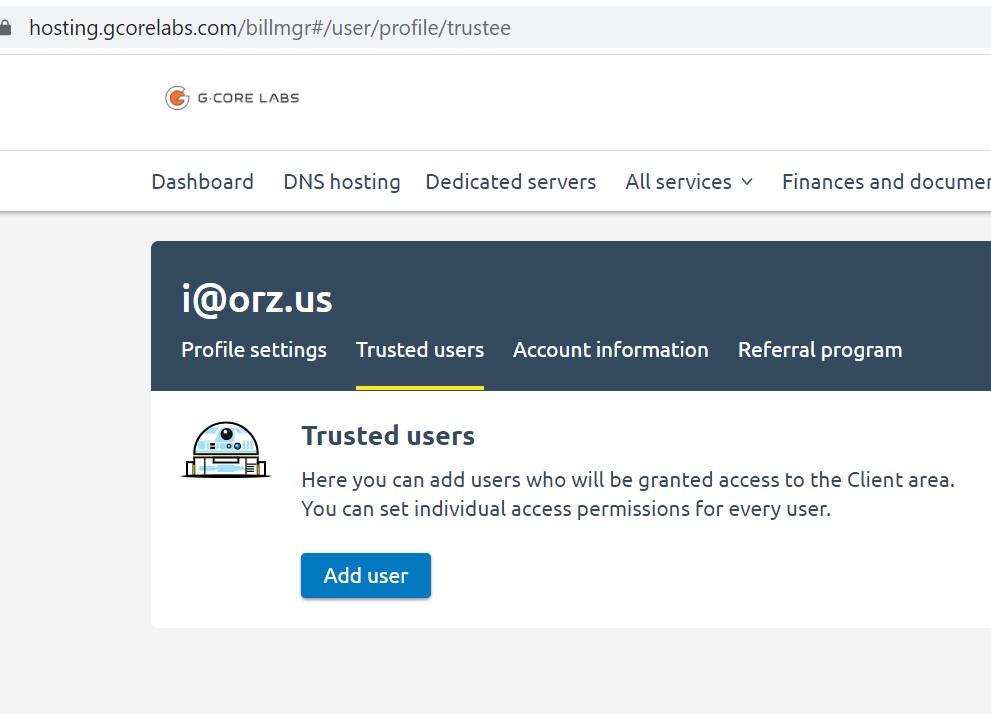 hosting.gcorelabs.com/billmgr#/user/profile/trustee
G·CORE LABS
Dashboard DNS hosting Dedicated servers All services Finances and documen
i@orz.us
Profile settings Trusted users Account information Referral program
Trusted users
Here you can add users who will be granted access to the Client area.
You can set individual access permissions for every user.
Add user